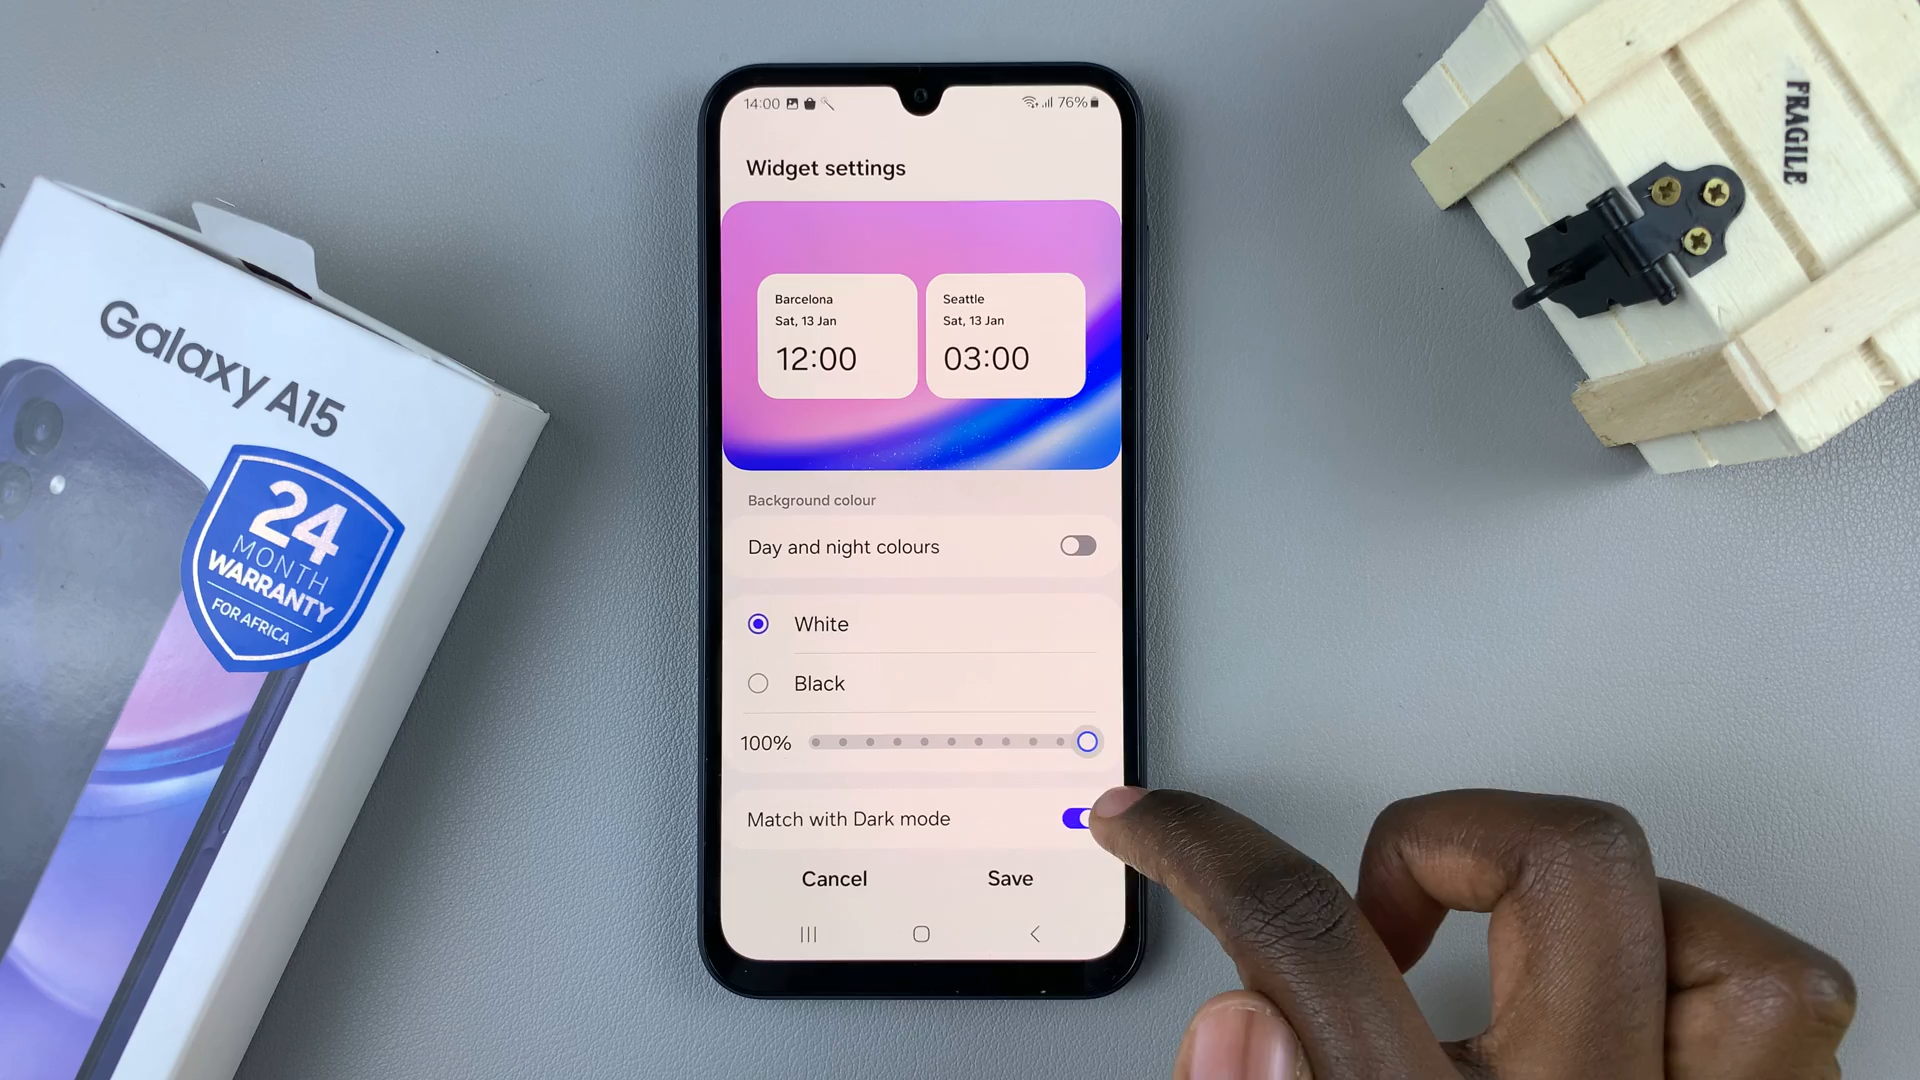 14:00
76%
Widget settings
Barcelona
Sat, 13 Jan
12:00
Seattle
Sat, 13 Jan
03:00
Background colour
Day and night colours
White
Black
100%
Match with Dark mode
Cancel
Save
Galaxy A15
24
MONTH
WARRANTY
FOR AFRICA
FRAGILE